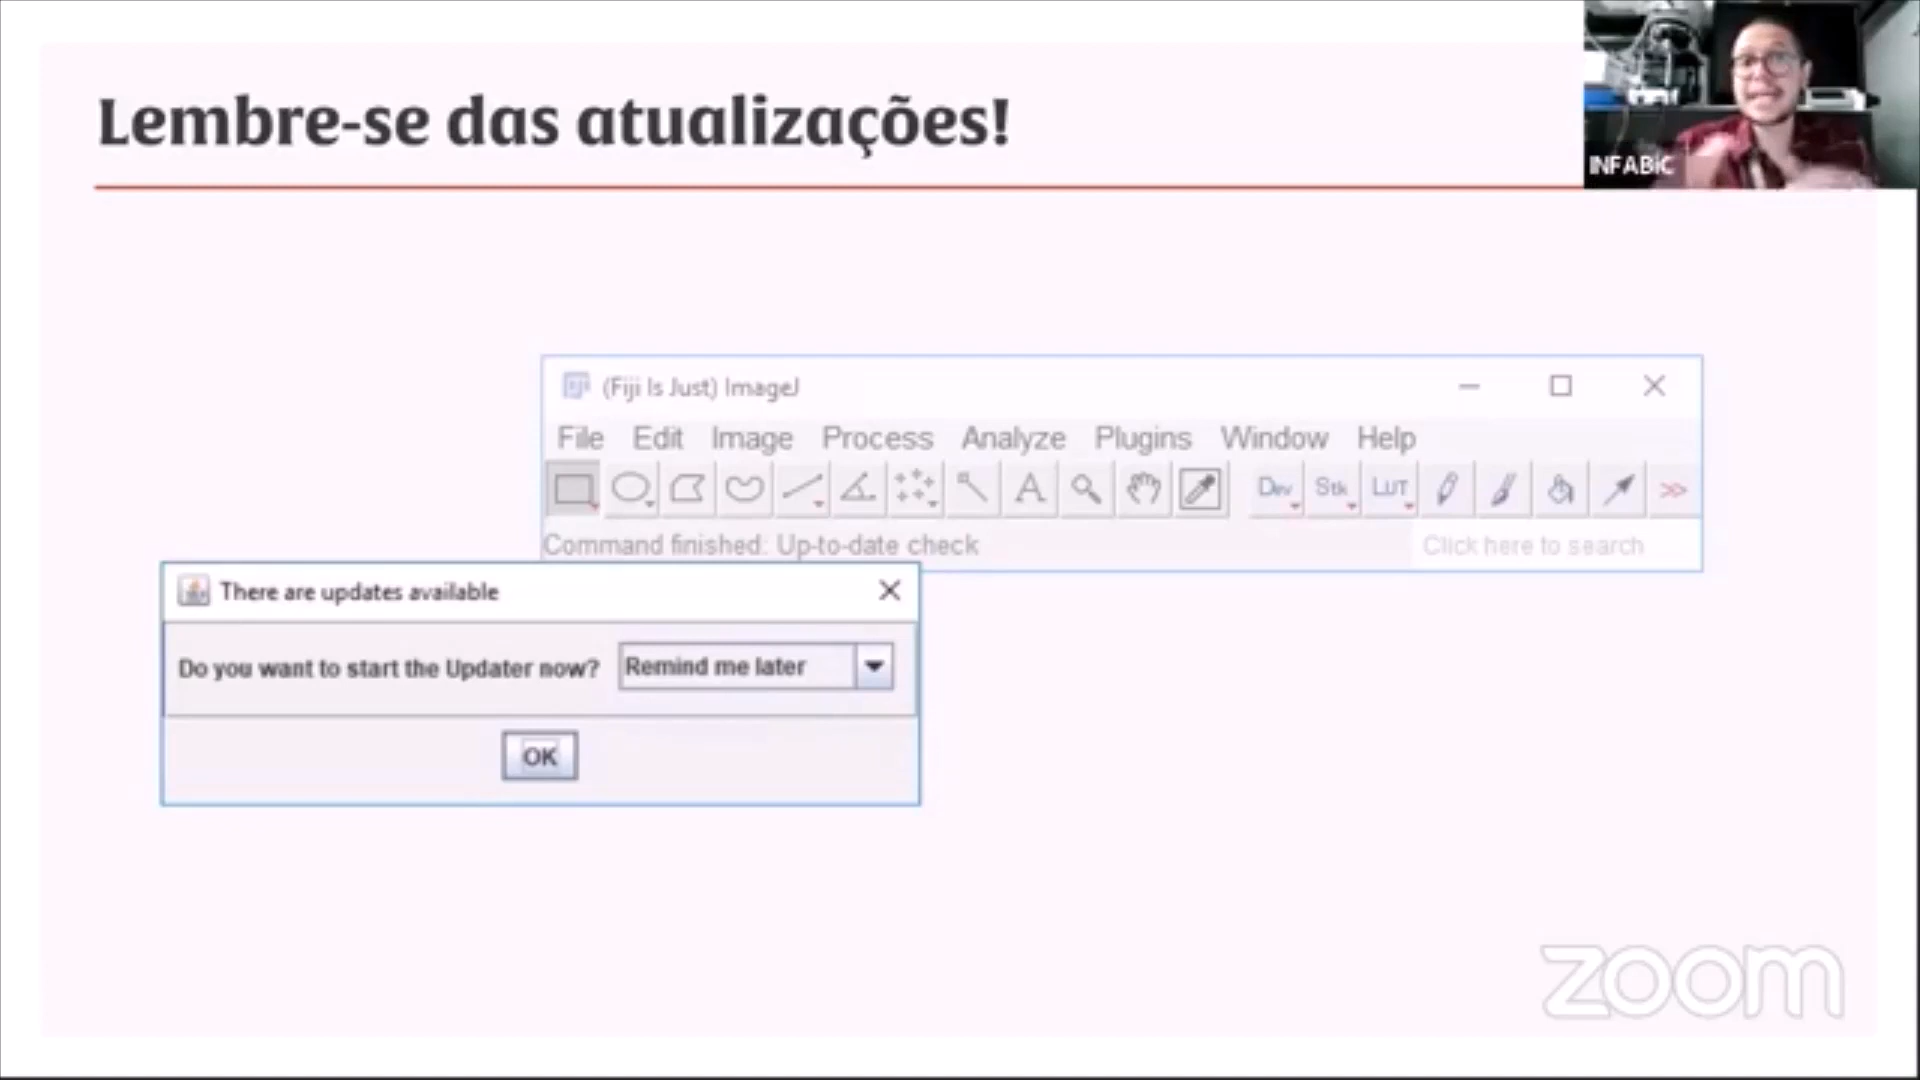 Lembre-se das atualizações!
INFABiC
(Fiji Is Just) ImageJ
File Edit Image Process Analyze Plugins Window Help
Dev Stk LUT >>
Command finished: Up-to-date check
Click here to search
There are updates available
Do you want to start the Updater now? Remind me later
OK
zoom